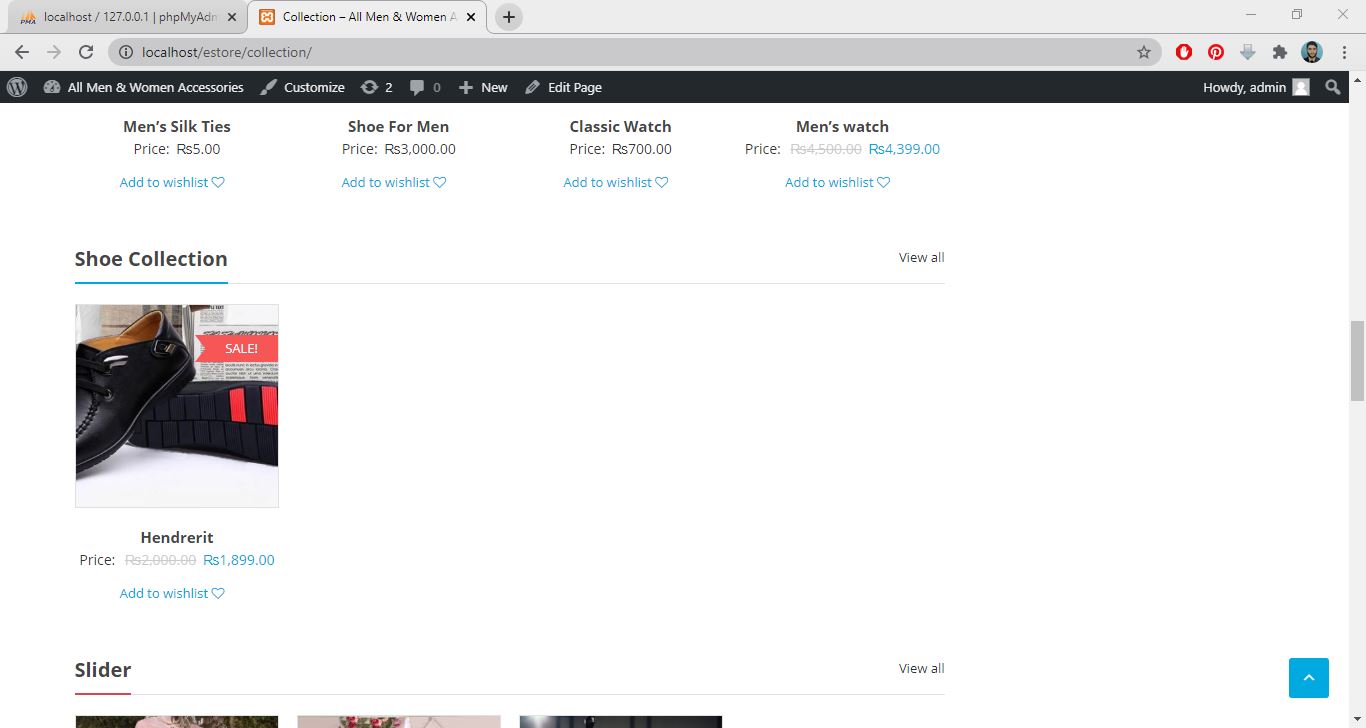 localhost / 127.0.0.1 | phpMyAdm
Collection – All Men & Women A
localhost/estore/collection/
All Men & Women Accessories
Customize
2
0
New
Edit Page
Howdy, admin
Men’s Silk Ties
Shoe For Men
Classic Watch
Men’s watch
Price: ₨5.00
Price: ₨3,000.00
Price: ₨700.00
Price: ₨4,500.00 ₨4,399.00
Add to wishlist
Add to wishlist
Add to wishlist
Add to wishlist
Shoe Collection
View all
SALE!
Hendrerit
Price: ₨2,000.00 ₨1,899.00
Add to wishlist
Slider
View all